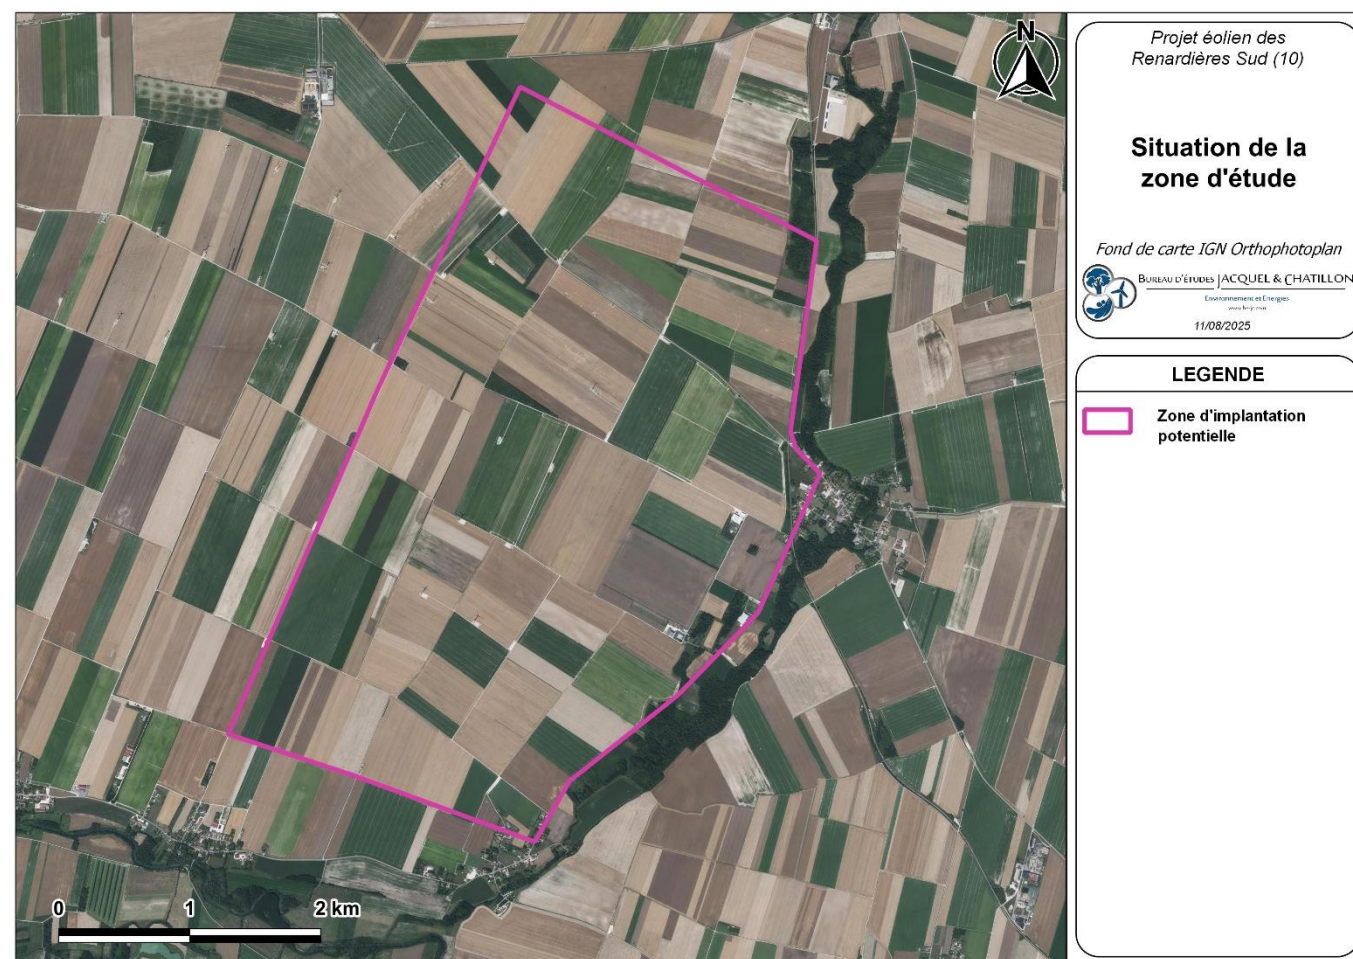 N
Projet éolien des
Renardières Sud (10)
Situation de la
zone d'étude
Fond de carte IGN Orthophotoplan
BUREAU D'ÉTUDES JACQUEL & CHATILLON
Environnement et Energies
11/08/2025
LEGENDE
Zone d'implantation
potentielle
0 1 2 km